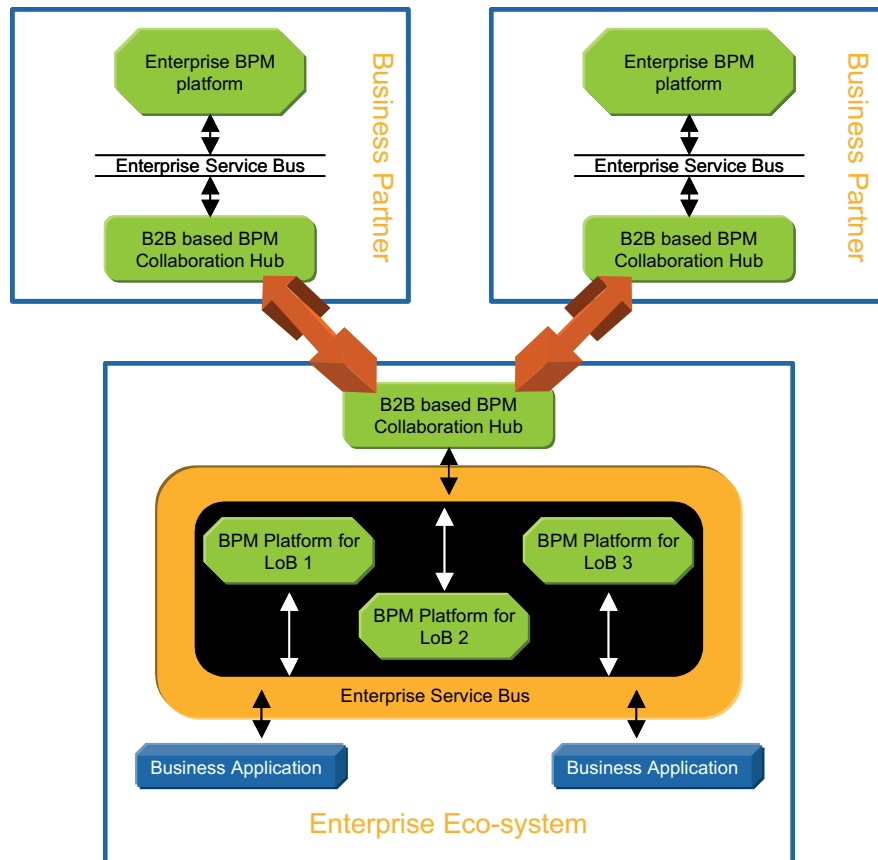 Enterprise BPM
platform
Enterprise Service Bus
B2B based BPM
Collaboration Hub
Business Partner
Enterprise BPM
platform
Enterprise Service Bus
B2B based BPM
Collaboration Hub
Business Partner
B2B based BPM
Collaboration Hub
BPM Platform for
LoB 1
BPM Platform for
LoB 2
BPM Platform for
LoB 3
Enterprise Service Bus
Business Application
Business Application
Enterprise Eco-system